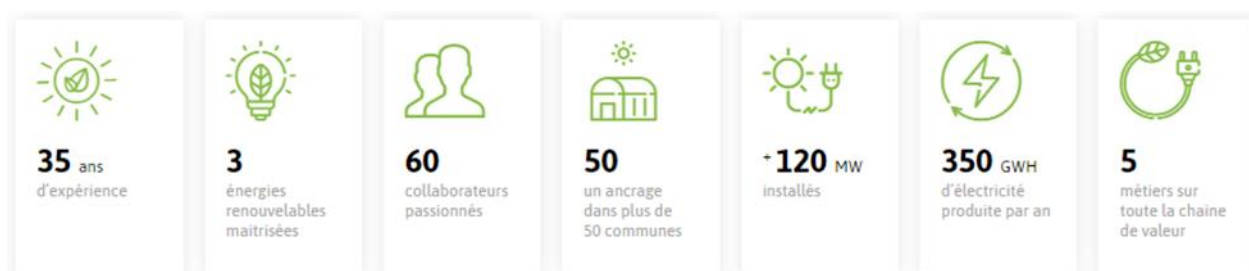 35 ans
d'expérience
3
énergies
renouvelables
maitrisées
60
collaborateurs
passionnés
50
un ancrage
dans plus de
50 communes
+120 MW
installés
350 GWH
d'électricité
produite par an
5
métiers sur
toute la chaine
de valeur